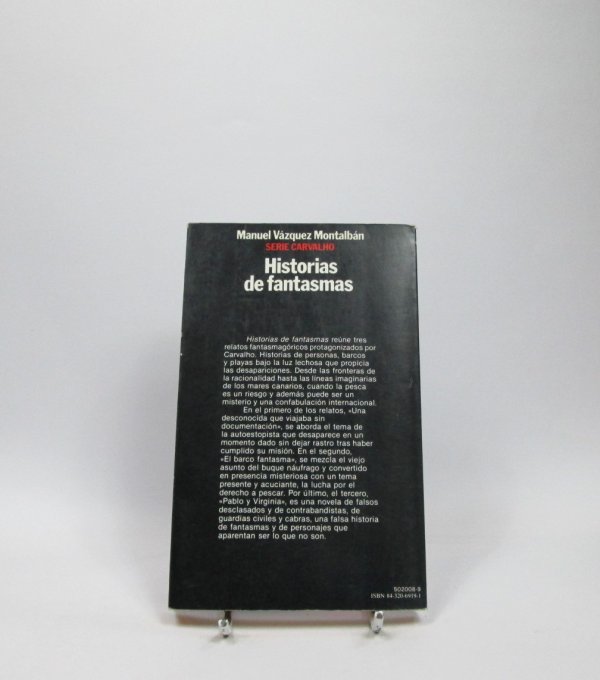 Manuel Vázquez Montalbán
SERIE CARVALHO
Historias
de fantasmas
Historias de fantasmas reúne tres
relatos fantasmagóricos protagonizados por
Carvalho. Historias de personas, barcos
y playas bajo la luz lechosa que propicia
las desapariciones. Desde las fronteras de
la racionalidad hasta las líneas imaginarias
de los mares canarios, cuando la pesca
es un riesgo y además puede ser un
misterio y una confabulación internacional.
En el primero de los relatos, «Una
desconocida que viajaba sin
documentación», se aborda el tema de
la autoestopista que desaparece en un
momento dado sin dejar rastro tras haber
cumplido su misión. En el segundo,
«El barco fantasma», se mezcla el viejo
asunto del buque náufrago y convertido
en presencia misteriosa con un tema
presente y acuciante, la lucha por el
derecho a pescar. Por último, el tercero,
«Pablo y Virginia», es una novela de falsos
desclasados y de contrabandistas, de
guardias civiles y cabras, una falsa historia
de fantasmas y de personajes que
aparentan ser lo que no son.
502008-9
ISBN 84-320-6919-1